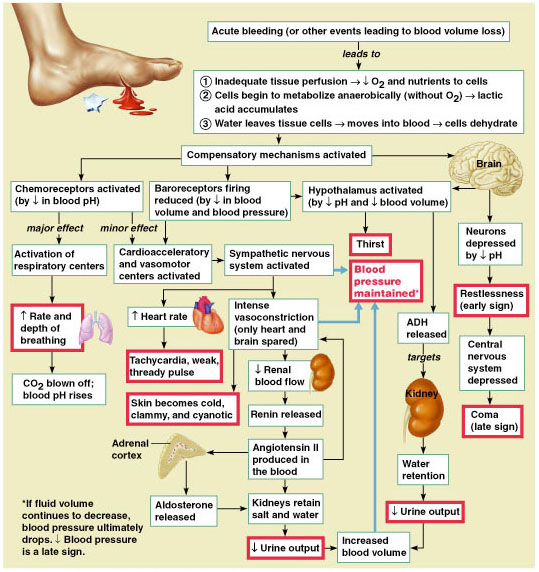 Acute bleeding (or other events leading to blood volume loss)
leads to
① Inadequate tissue perfusion → ↓ O2 and nutrients to cells
② Cells begin to metabolize anaerobically (without O2) → lactic
acid accumulates
③ Water leaves tissue cells → moves into blood → cells dehydrate
Compensatory mechanisms activated
Brain
Chemoreceptors activated
(by ↓ in blood pH)
Baroreceptors firing
reduced (by ↓ in blood
volume and blood pressure)
Hypothalamus activated
(by ↓ pH and ↓ blood volume)
major effect
minor effect
Activation of
respiratory centers
Cardioacceleratory
and vasomotor
centers activated
Sympathetic nervous
system activated
Thirst
Neurons
depressed
by ↓ pH
Blood
pressure
maintained*
↑ Rate and
depth of
breathing
↑ Heart rate
Intense
vasoconstriction
(only heart and
brain spared)
ADH
released
Restlessness
(early sign)
targets
Central
nervous
system
depressed
Tachycardia, weak,
thready pulse
↓ Renal
blood flow
CO2 blown off;
blood pH rises
Kidney
Skin becomes cold,
clammy, and cyanotic
Renin released
Coma
(late sign)
Adrenal
cortex
Angiotensin II
produced in
the blood
Water
retention
*If fluid volume
continues to decrease,
blood pressure ultimately
drops. ↓ Blood pressure
is a late sign.
Aldosterone
released
Kidneys retain
salt and water
↓ Urine output
↓ Urine output
Increased
blood volume